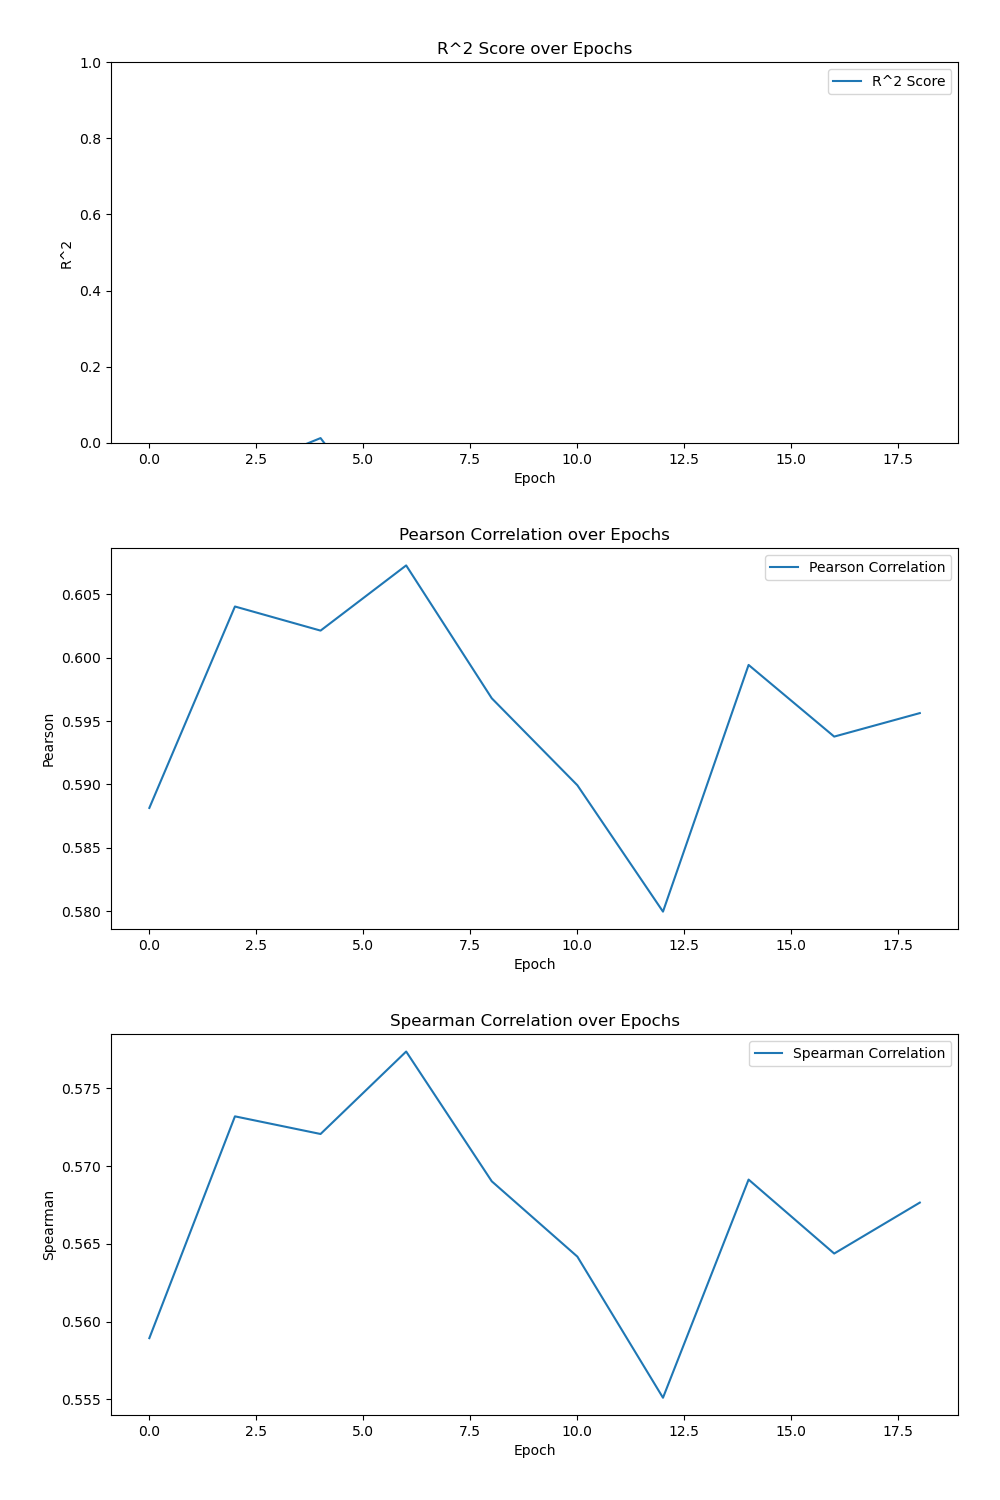 R^2 Score over Epochs
R^2 Score
1.0
0.8
0.6
0.4
0.2
0.0
R^2
0.0 2.5 5.0 7.5 10.0 12.5 15.0 17.5
Epoch
Pearson Correlation over Epochs
Pearson Correlation
0.605
0.600
0.595
0.590
0.585
0.580
Pearson
0.0 2.5 5.0 7.5 10.0 12.5 15.0 17.5
Epoch
Spearman Correlation over Epochs
Spearman Correlation
0.575
0.570
0.565
0.560
0.555
Spearman
0.0 2.5 5.0 7.5 10.0 12.5 15.0 17.5
Epoch